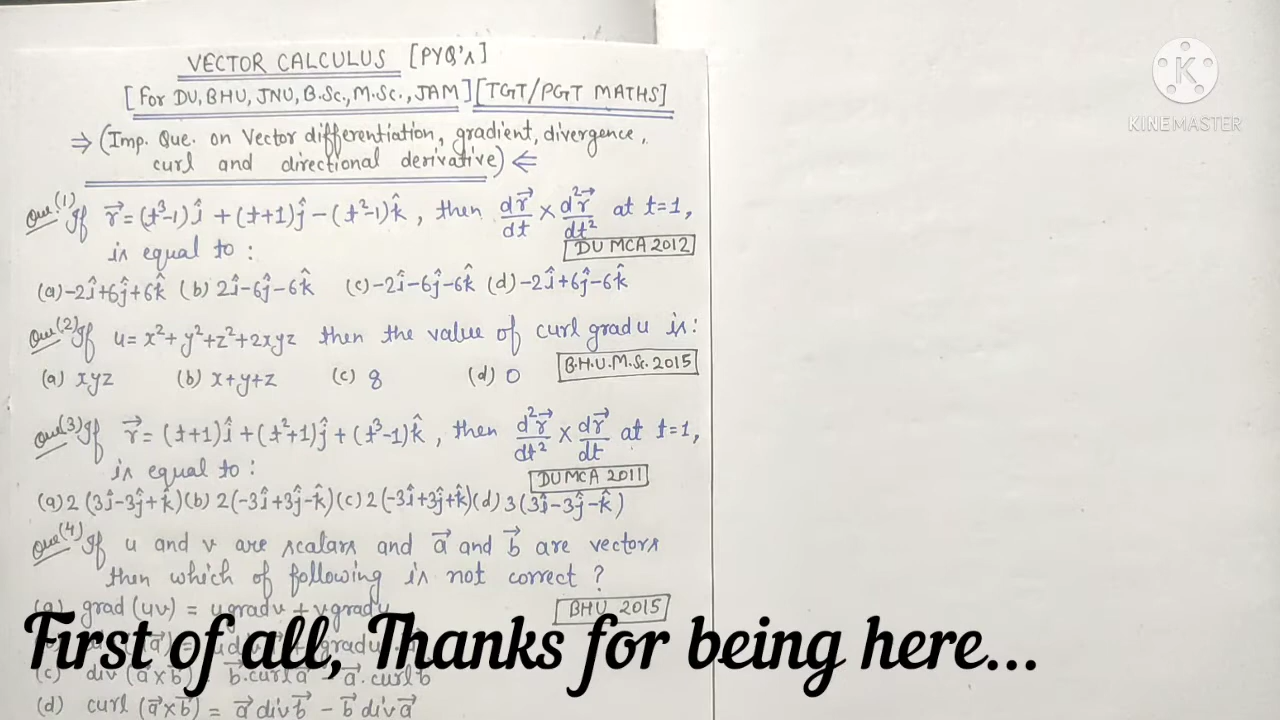 VECTOR CALCULUS [PYQ's]
[For DU, BHU, JNU, B.Sc., M.Sc., JAM] [TGT/PGT MATHS]
⇒ (Imp. Que. on Vector differentiation, gradient, divergence,
curl and directional derivative) ⇐
Que(1) If r⃗ = (t³-1)î + (t+1)ĵ - (t²-1)k̂, then dr⃗/dt × d²r⃗/dt² at t=1,
is equal to :
DU MCA 2012
(a) -2î+6ĵ+6k̂ (b) 2î-6ĵ-6k̂ (c) -2î-6ĵ-6k̂ (d) -2î+6ĵ-6k̂
Que(2) If u = x²+y²+z²+2xyz then the value of curl grad u is:
B.H.U. M.Sc. 2015
(a) xyz (b) x+y+z (c) 8 (d) 0
Que(3) If r⃗ = (t+1)î + (t²+1)ĵ + (t³-1)k̂, then d²r⃗/dt² × dr⃗/dt at t=1,
is equal to :
DU MCA 2011
(a) 2(3î-3ĵ+k̂) (b) 2(-3î+3ĵ-k̂) (c) 2(-3î+3ĵ+k̂) (d) 3(3î-3ĵ-k̂)
Que(4) If u and v are scalars and a⃗ and b⃗ are vectors
then which of following is not correct ?
grad (uv) = u grad v + v grad u
BHU 2015
First of all, Thanks for being here...
(c) div (a⃗×b⃗) b⃗.curl a⃗ a⃗.curl b⃗
(d) curl (a⃗×b⃗) = a⃗ div b⃗ - b⃗ div a⃗
K
KINEMASTER